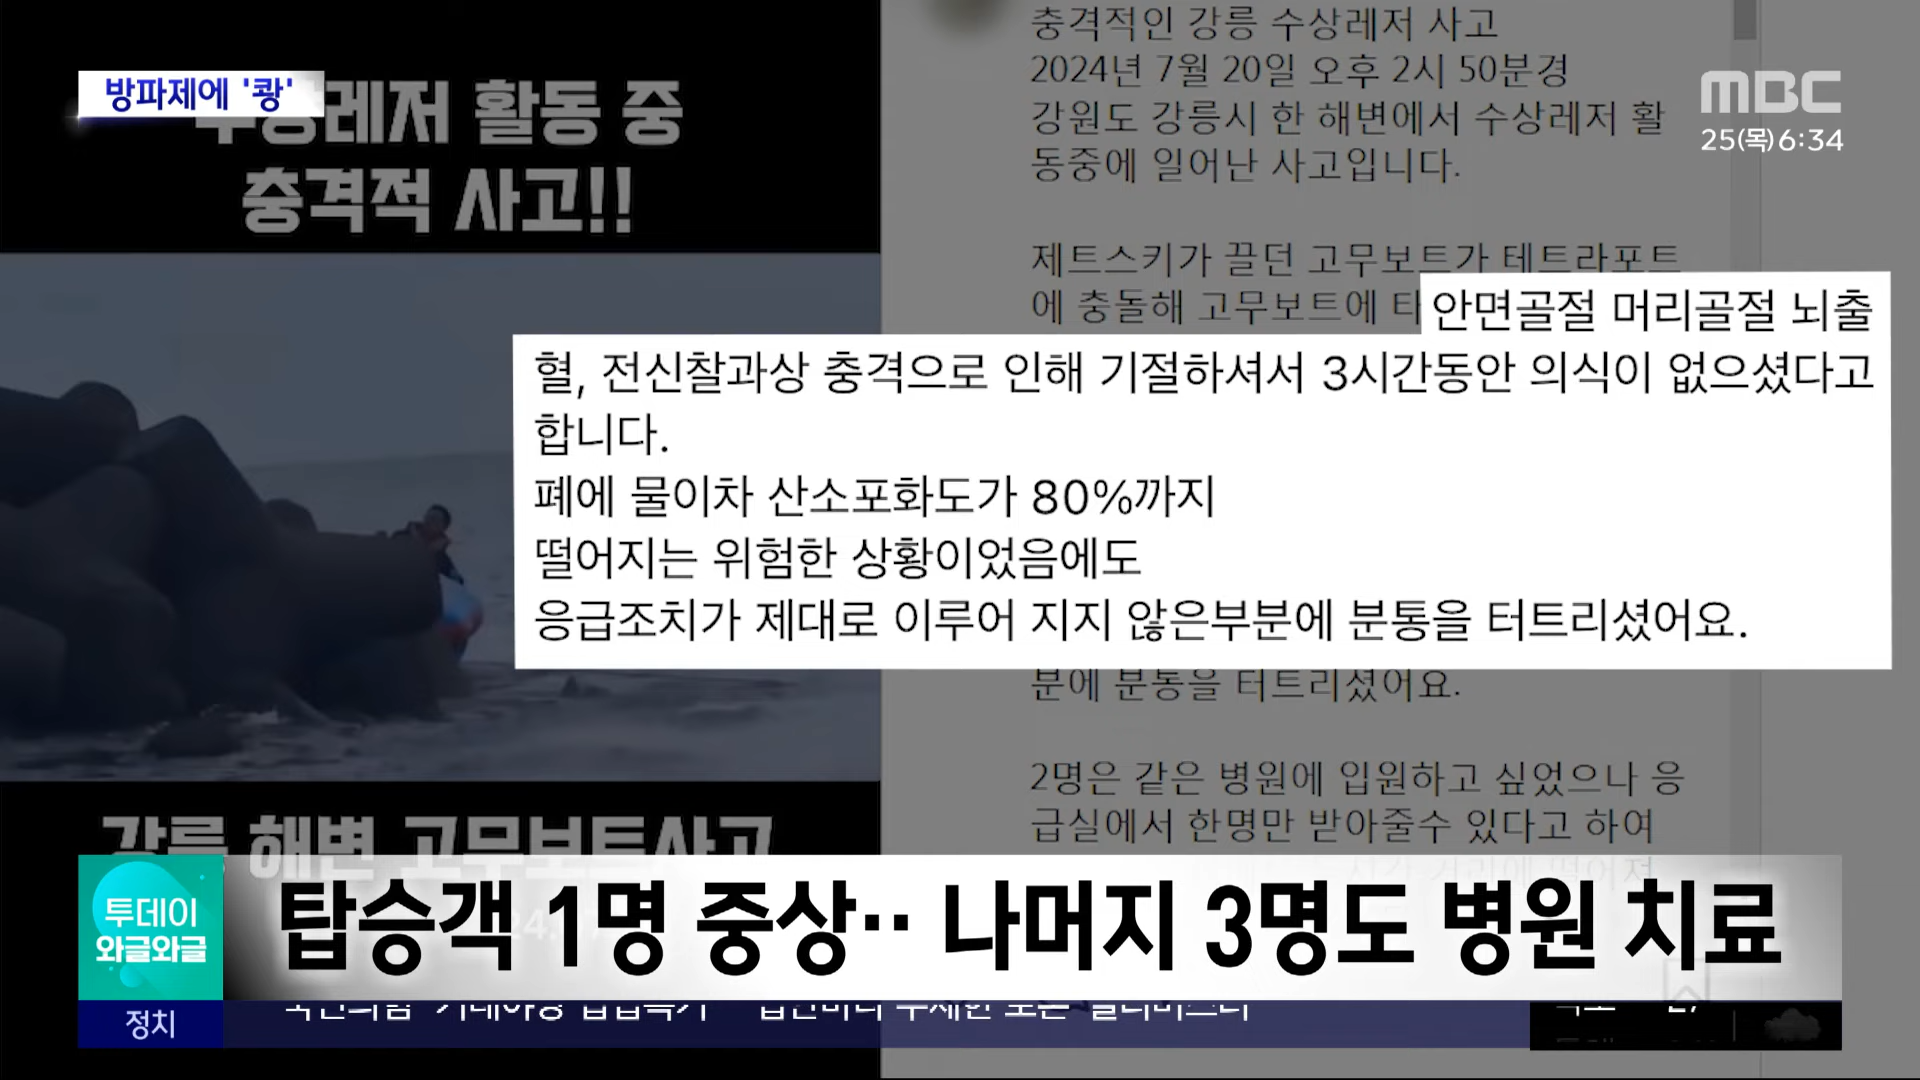 방파제에 '쾅'
활동 중
충격적 사고!!
MBC
25(목)6:34
충격적인 강릉 수상레저 사고
2024년 7월 20일 오후 2시 50분경
강원도 강릉시 한 해변에서 수상레저 활
동중에 일어난 사고입니다.
제트스키가 끌던 고무보트가 테트라포트
에 충돌해 고무보트에 타
안면골절 머리골절 뇌출
혈, 전신찰과상 충격으로 인해 기절하셔서 3시간동안 의식이 없으셨다고
합니다.
폐에 물이차 산소포화도가 80%까지
떨어지는 위험한 상황이었음에도
응급조치가 제대로 이루어 지지 않은부분에 분통을 터트리셨어요.
분에 분통을 터트리셨어요.
2명은 같은 병원에 입원하고 싶었으나 응
급실에서 한명만 받아줄수 있다고 하여
강릉 해변 고무보트사고
투데이
와글와글
탑승객 1명 중상·· 나머지 3명도 병원 치료
정치